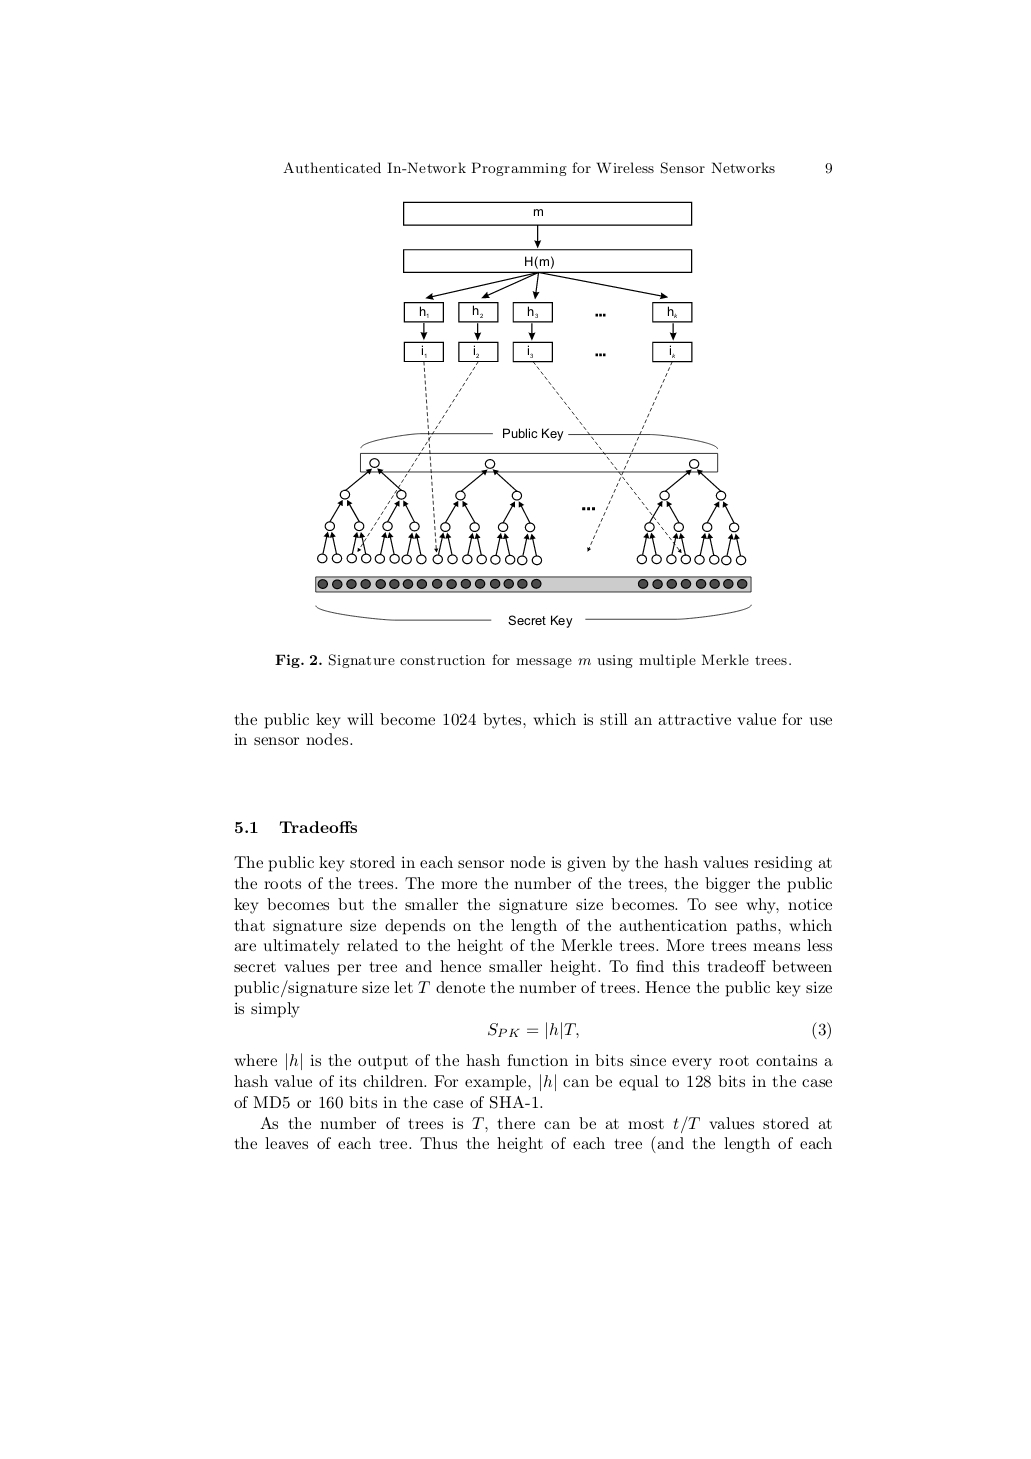 Authenticated In-Network Programming for Wireless Sensor Networks 9
m
H(m)
h₁ h₂ h₃ ... hₖ
i₁ i₂ i₃ ... iₖ
Public Key
...
Secret Key
Fig. 2. Signature construction for message m using multiple Merkle trees.
the public key will become 1024 bytes, which is still an attractive value for use
in sensor nodes.
5.1 Tradeoffs
The public key stored in each sensor node is given by the hash values residing at
the roots of the trees. The more the number of the trees, the bigger the public
key becomes but the smaller the signature size becomes. To see why, notice
that signature size depends on the length of the authentication paths, which
are ultimately related to the height of the Merkle trees. More trees means less
secret values per tree and hence smaller height. To find this tradeoff between
public/signature size let T denote the number of trees. Hence the public key size
is simply
S_PK = |h|T, (3)
where |h| is the output of the hash function in bits since every root contains a
hash value of its children. For example, |h| can be equal to 128 bits in the case
of MD5 or 160 bits in the case of SHA-1.
As the number of trees is T, there can be at most t/T values stored at
the leaves of each tree. Thus the height of each tree (and the length of each